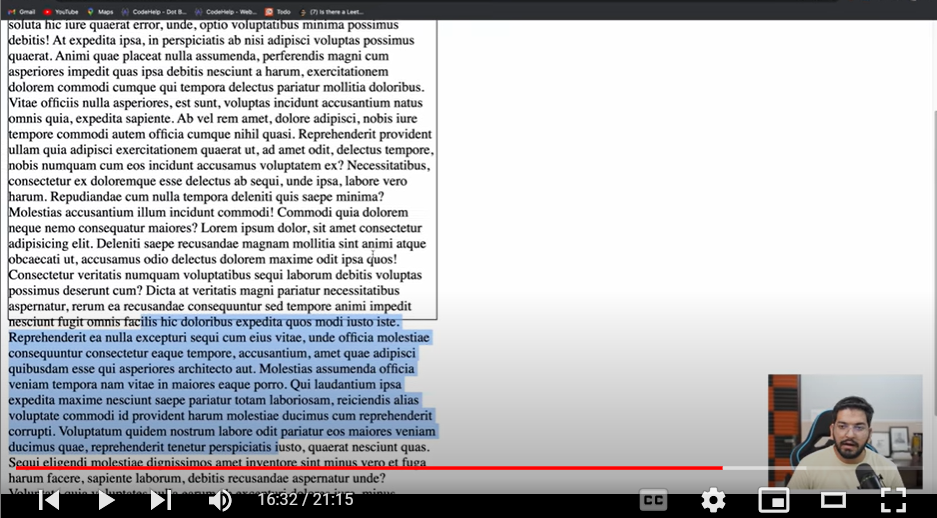 Gmail YouTube Maps CodeHelp - Dot B... CodeHelp - Web... Todo (7) Is there a Leet...
soluta hic iure quaerat error, unde, optio voluptatibus minima possimus
debitis! At expedita ipsa, in perspiciatis ab nisi adipisci voluptas possimus
quaerat. Animi quae placeat nulla assumenda, perferendis magni cum
asperiores impedit quas ipsa debitis nesciunt a harum, exercitationem
dolorem commodi cumque qui tempora delectus pariatur mollitia doloribus.
Vitae officiis nulla asperiores, est sunt, voluptas incidunt accusantium natus
omnis quia, expedita sapiente. Ab vel rem amet, dolore adipisci, nobis iure
tempore commodi autem officia cumque nihil quasi. Reprehenderit provident
ullam quia adipisci exercitationem quaerat ut, ad amet odit, delectus tempore,
nobis numquam cum eos incidunt accusamus voluptatem ex? Necessitatibus,
consectetur ex doloremque esse delectus ab sequi, unde ipsa, labore vero
harum. Repudiandae cum nulla tempora deleniti quis saepe minima?
Molestias accusantium illum incidunt commodi! Commodi quia dolorem
neque nemo consequatur maiores? Lorem ipsum dolor, sit amet consectetur
adipisicing elit. Deleniti saepe recusandae magnam mollitia sint animi atque
obcaecati ut, accusamus odio delectus dolorem maxime odit ipsa quos!
Consectetur veritatis numquam voluptatibus sequi laborum debitis voluptas
possimus deserunt cum? Dicta at veritatis magni pariatur necessitatibus
aspernatur, rerum ea recusandae consequuntur sed tempore animi impedit
nesciunt fugit omnis facilis hic doloribus expedita quos modi iusto iste.
Reprehenderit ea nulla excepturi sequi cum eius vitae, unde officia molestiae
consequuntur consectetur eaque tempore, accusantium, amet quae adipisci
quibusdam esse qui asperiores architecto aut. Molestias assumenda officia
veniam tempora nam vitae in maiores eaque porro. Qui laudantium ipsa
expedita maxime nesciunt saepe pariatur totam laboriosam, reiciendis alias
voluptate commodi id provident harum molestiae ducimus cum reprehenderit
corrupti. Voluptatum quidem nostrum labore odit pariatur eos maiores veniam
ducimus quae, reprehenderit tenetur perspiciatis iusto, quaerat nesciunt quas.
Sequi eligendi molestiae dignissimos amet inventore sint minus vero et fuga
harum facere, sapiente laborum, debitis recusandae aspernatur unde?
16:32 / 21:15
CC